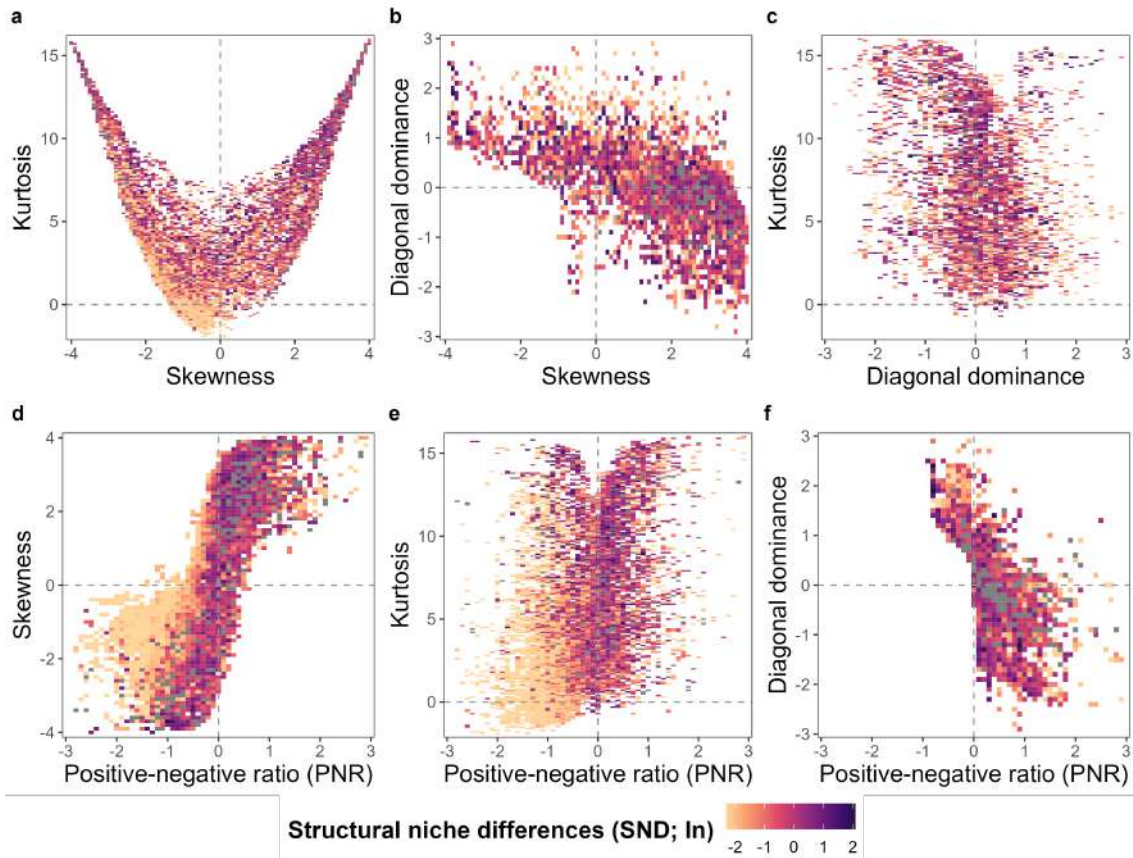 a
b
c
15
10
5
0
Kurtosis
-4 -2 0 2 4
Skewness
3
2
1
0
-1
-2
-3
Diagonal dominance
-4 -2 0 2 4
Skewness
15
10
5
0
Kurtosis
-3 -2 -1 0 1 2 3
Diagonal dominance
d
e
f
4
2
0
-2
-4
Skewness
-3 -2 -1 0 1 2 3
Positive-negative ratio (PNR)
15
10
5
0
Kurtosis
-3 -2 -1 0 1 2 3
Positive-negative ratio (PNR)
3
2
1
0
-1
-2
-3
Diagonal dominance
-3 -2 -1 0 1 2 3
Positive-negative ratio (PNR)
Structural niche differences (SND; ln)
-2 -1 0 1 2